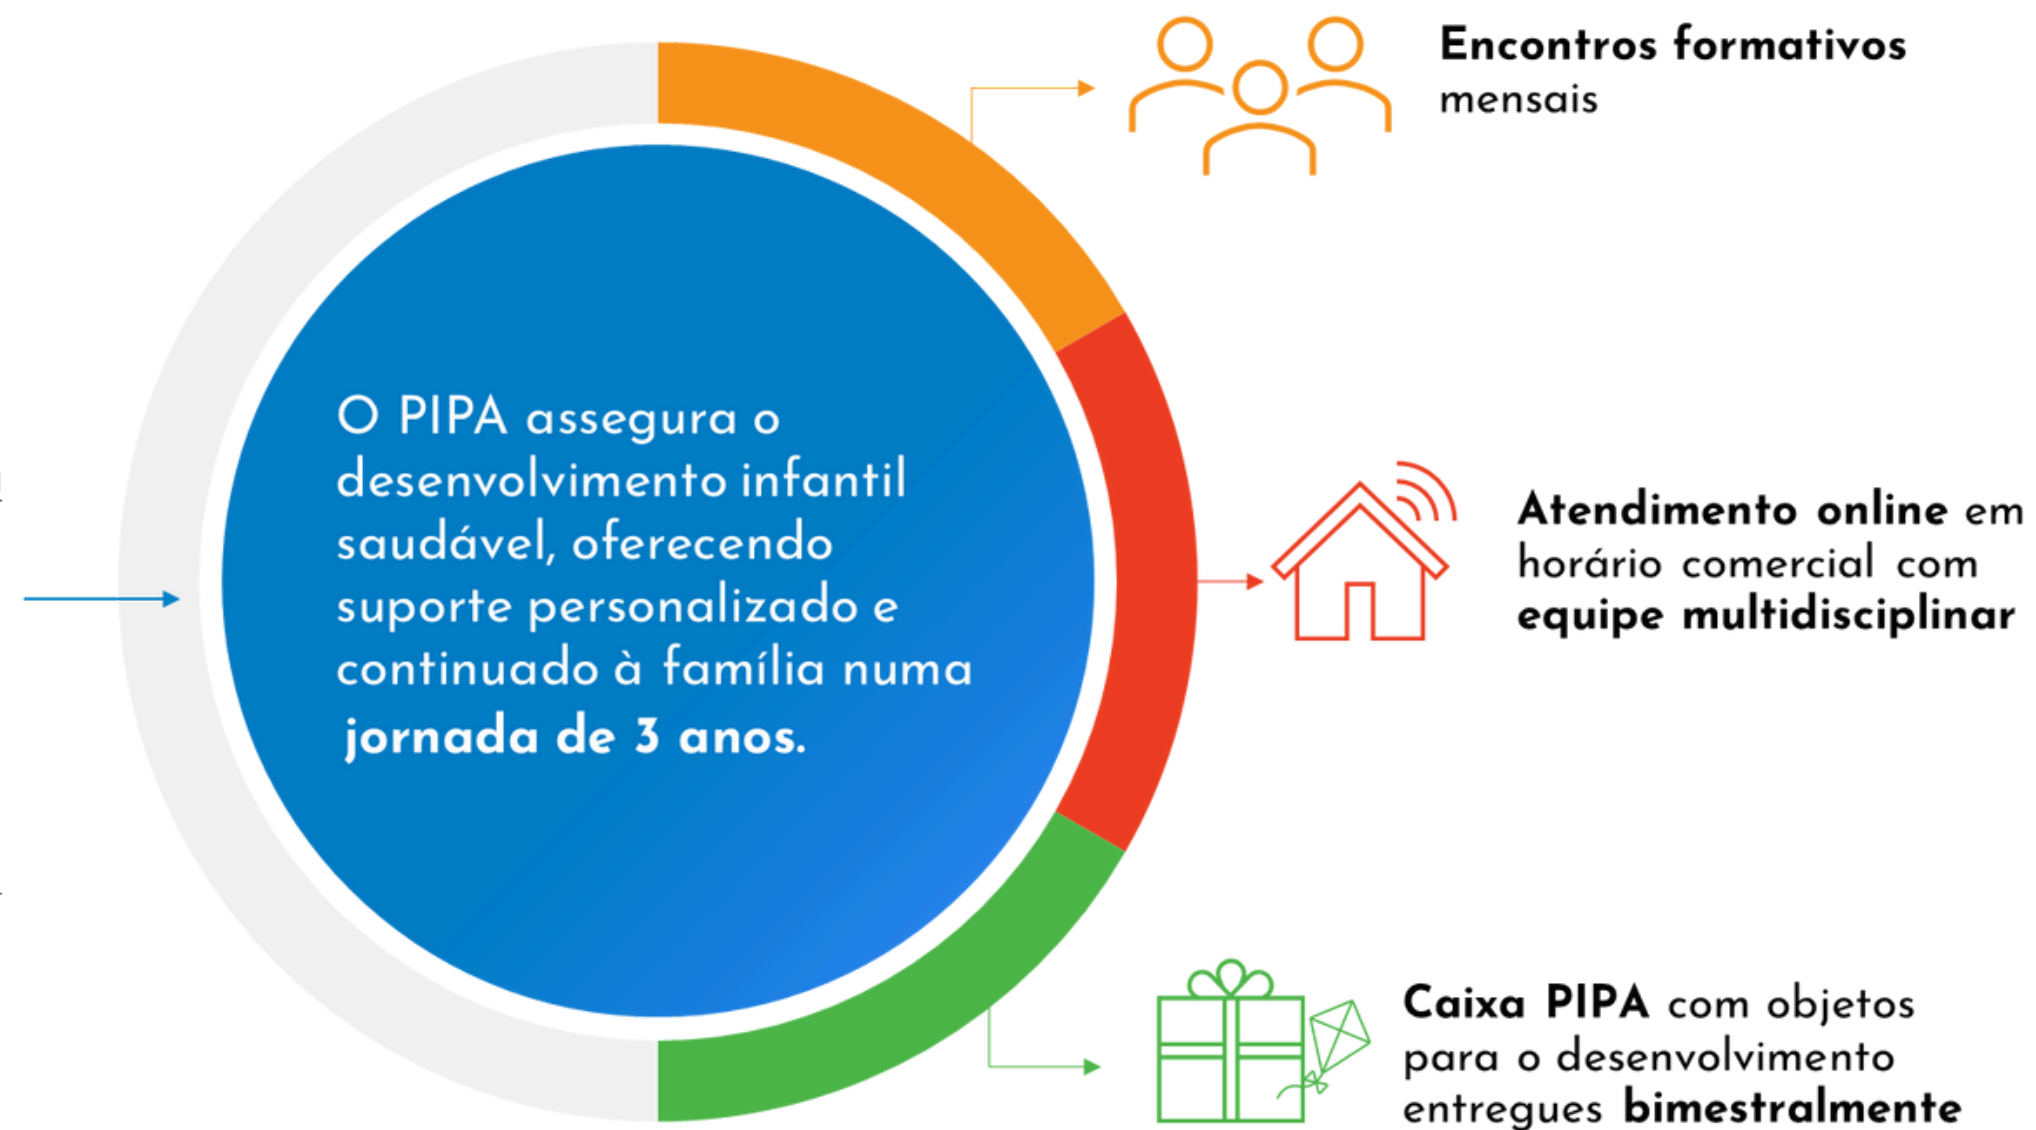 Encontros formativos
mensais
O PIPA assegura o
desenvolvimento infantil
saudável, oferecendo
suporte personalizado e
continuado à família numa
jornada de 3 anos.
Atendimento online em
horário comercial com
equipe multidisciplinar
Caixa PIPA com objetos
para o desenvolvimento
entregues bimestralmente